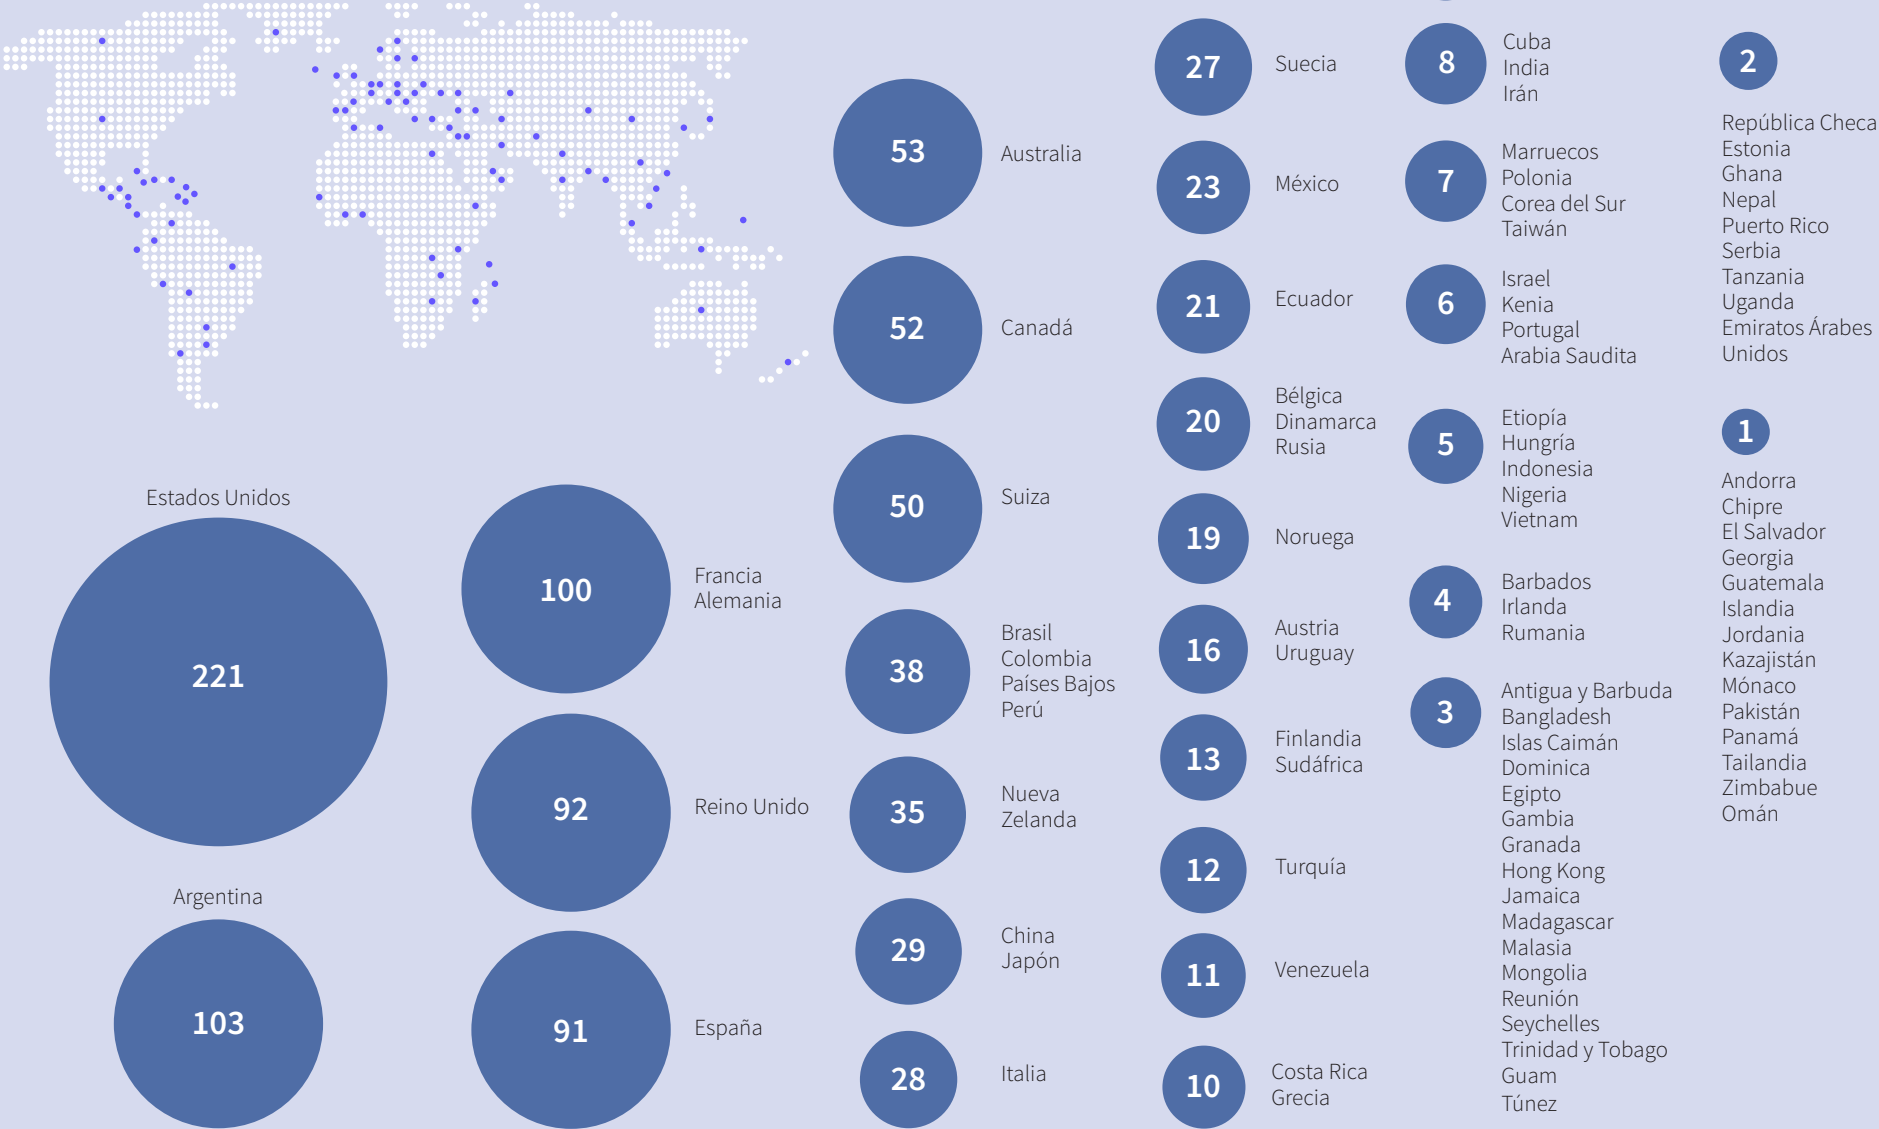 Estados Unidos
221
Argentina
103
100
Francia
Alemania
92
Reino Unido
91
España
53
Australia
52
Canadá
50
Suiza
38
Brasil
Colombia
Países Bajos
Perú
35
Nueva
Zelanda
29
China
Japón
28
Italia
27
Suecia
23
México
21
Ecuador
20
Bélgica
Dinamarca
Rusia
19
Noruega
16
Austria
Uruguay
13
Finlandia
Sudáfrica
12
Turquía
11
Venezuela
10
Costa Rica
Grecia
8
Cuba
India
Irán
7
Marruecos
Polonia
Corea del Sur
Taiwán
6
Israel
Kenia
Portugal
Arabia Saudita
5
Etiopía
Hungría
Indonesia
Nigeria
Vietnam
4
Barbados
Irlanda
Rumania
3
Antigua y Barbuda
Bangladesh
Islas Caimán
Dominica
Egipto
Gambia
Granada
Hong Kong
Jamaica
Madagascar
Malasia
Mongolia
Reunión
Seychelles
Trinidad y Tobago
Guam
Túnez
2
República Checa
Estonia
Ghana
Nepal
Puerto Rico
Serbia
Tanzania
Uganda
Emiratos Árabes
Unidos
1
Andorra
Chipre
El Salvador
Georgia
Guatemala
Islandia
Jordania
Kazajistán
Mónaco
Pakistán
Panamá
Tailandia
Zimbabue
Omán